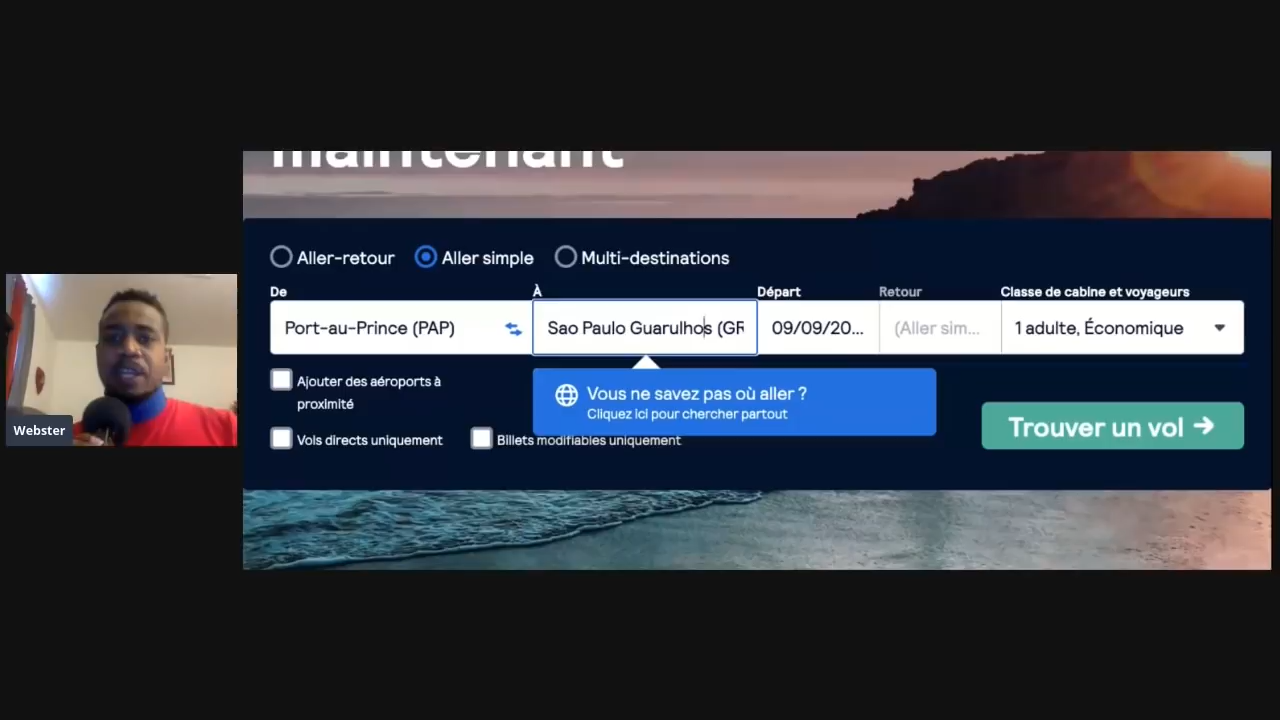 maintenant
Aller-retour Aller simple Multi-destinations
De À Départ Retour Classe de cabine et voyageurs
Port-au-Prince (PAP) Sao Paulo Guarulhos (GR 09/09/20... (Aller sim... 1 adulte, Économique
Ajouter des aéroports à
proximité
Vous ne savez pas où aller ?
Cliquez ici pour chercher partout
Trouver un vol
Webster
Vols directs uniquement Billets modifiables uniquement